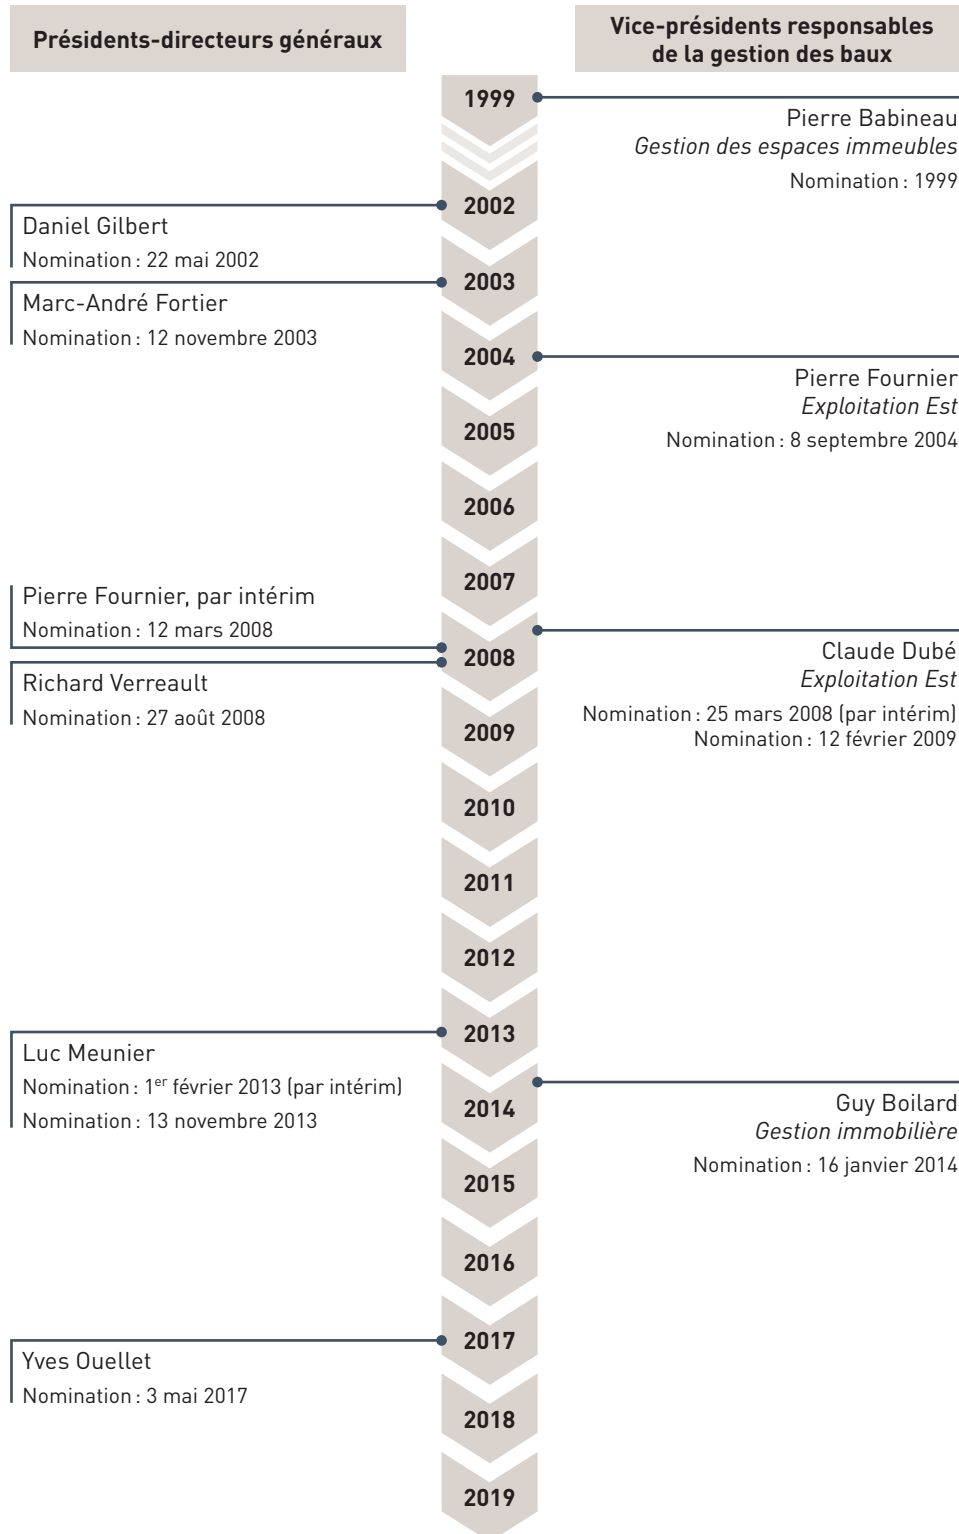 Présidents-directeurs généraux
Vice-présidents responsables
de la gestion des baux
1999
Pierre Babineau
Gestion des espaces immeubles
Nomination : 1999
2002
Daniel Gilbert
Nomination : 22 mai 2002
2003
Marc-André Fortier
Nomination : 12 novembre 2003
2004
Pierre Fournier
Exploitation Est
Nomination : 8 septembre 2004
2005
2006
2007
Pierre Fournier, par intérim
Nomination : 12 mars 2008
2008
Richard Verreault
Nomination : 27 août 2008
Claude Dubé
Exploitation Est
Nomination : 25 mars 2008 (par intérim)
Nomination : 12 février 2009
2009
2010
2011
2012
2013
Luc Meunier
Nomination : 1er février 2013 (par intérim)
Nomination : 13 novembre 2013
2014
Guy Boilard
Gestion immobilière
Nomination : 16 janvier 2014
2015
2016
2017
Yves Ouellet
Nomination : 3 mai 2017
2018
2019